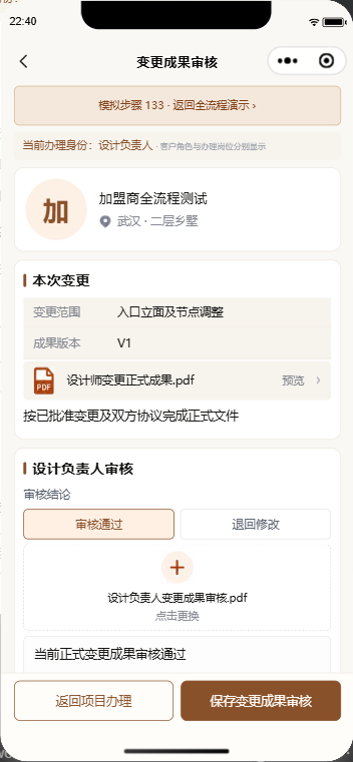 22:40
变更成果审核
模拟步骤 133 · 返回全流程演示 ›
当前办理身份：设计负责人 · 客户角色与办理岗位分别显示
加
加盟商全流程测试
武汉 · 二层乡墅
本次变更
变更范围 入口立面及节点调整
成果版本 V1
PDF 设计师变更正式成果.pdf 预览 ›
按已批准变更及双方协议完成正式文件
设计负责人审核
审核结论
审核通过 退回修改
设计负责人变更成果审核.pdf
点击更换
当前正式变更成果审核通过
返回项目办理 保存变更成果审核